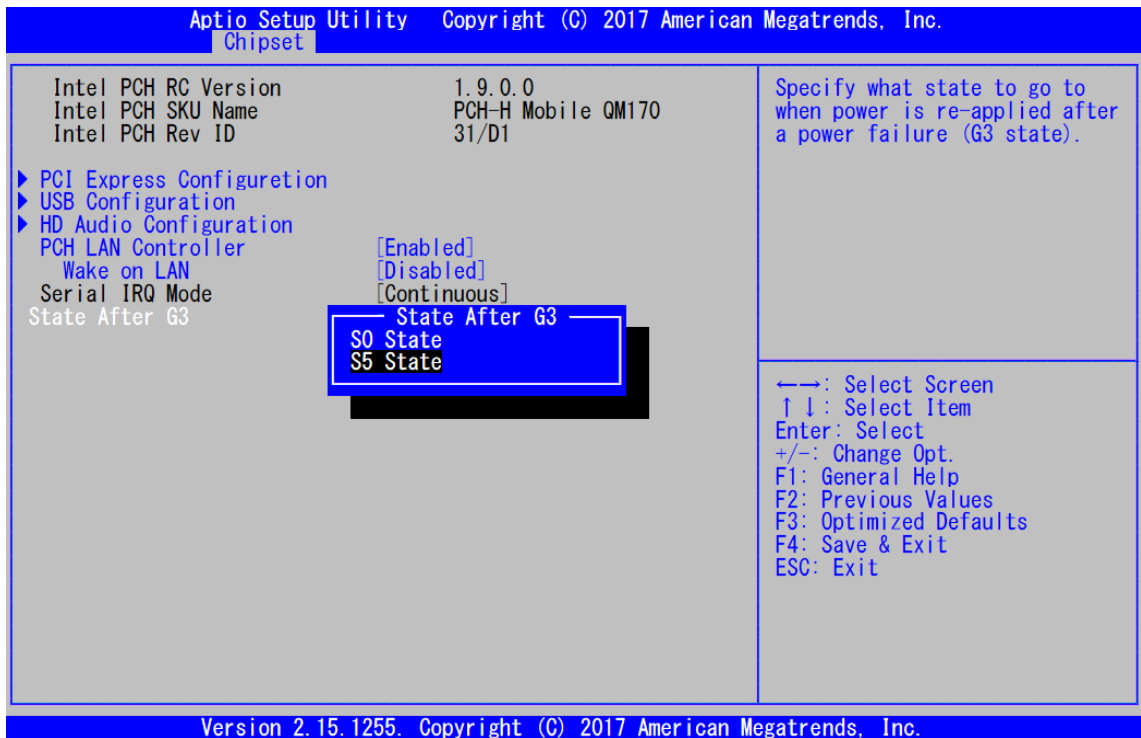 Aptio Setup Utility Copyright (C) 2017 American Megatrends, Inc.
Chipset
Intel PCH RC Version 1.9.0.0
Intel PCH SKU Name PCH-H Mobile QM170
Intel PCH Rev ID 31/D1
PCI Express Configuretion
USB Configuration
HD Audio Configuration
PCH LAN Controller [Enabled]
Wake on LAN [Disabled]
Serial IRQ Mode [Continuous]
State After G3
State After G3
S0 State
S5 State
Specify what state to go to
when power is re-applied after
a power failure (G3 state).
←→: Select Screen
↑↓: Select Item
Enter: Select
+/-: Change Opt.
F1: General Help
F2: Previous Values
F3: Optimized Defaults
F4: Save & Exit
ESC: Exit
Version 2.15.1255. Copyright (C) 2017 American Megatrends, Inc.